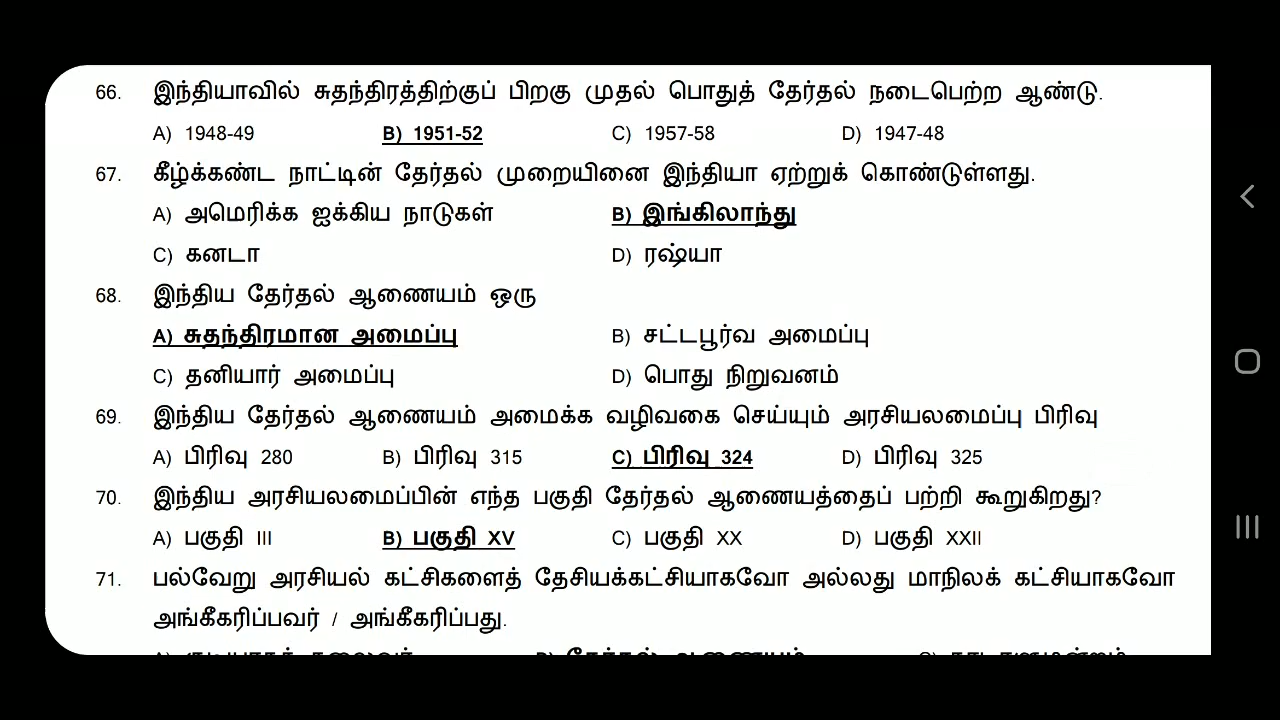 66. இந்தியாவில் சுதந்திரத்திற்குப் பிறகு முதல் பொதுத் தேர்தல் நடைபெற்ற ஆண்டு.
A) 1948-49 B) 1951-52 C) 1957-58 D) 1947-48
67. கீழ்க்கண்ட நாட்டின் தேர்தல் முறையினை இந்தியா ஏற்றுக் கொண்டுள்ளது.
A) அமெரிக்க ஐக்கிய நாடுகள் B) இங்கிலாந்து
C) கனடா D) ரஷ்யா
68. இந்திய தேர்தல் ஆணையம் ஒரு
A) சுதந்திரமான அமைப்பு B) சட்டபூர்வ அமைப்பு
C) தனியார் அமைப்பு D) பொது நிறுவனம்
69. இந்திய தேர்தல் ஆணையம் அமைக்க வழிவகை செய்யும் அரசியலமைப்பு பிரிவு
A) பிரிவு 280 B) பிரிவு 315 C) பிரிவு 324 D) பிரிவு 325
70. இந்திய அரசியலமைப்பின் எந்த பகுதி தேர்தல் ஆணையத்தைப் பற்றி கூறுகிறது?
A) பகுதி III B) பகுதி XV C) பகுதி XX D) பகுதி XXII
71. பல்வேறு அரசியல் கட்சிகளைத் தேசியக்கட்சியாகவோ அல்லது மாநிலக் கட்சியாகவோ
அங்கீகரிப்பவர் / அங்கீகரிப்பது.